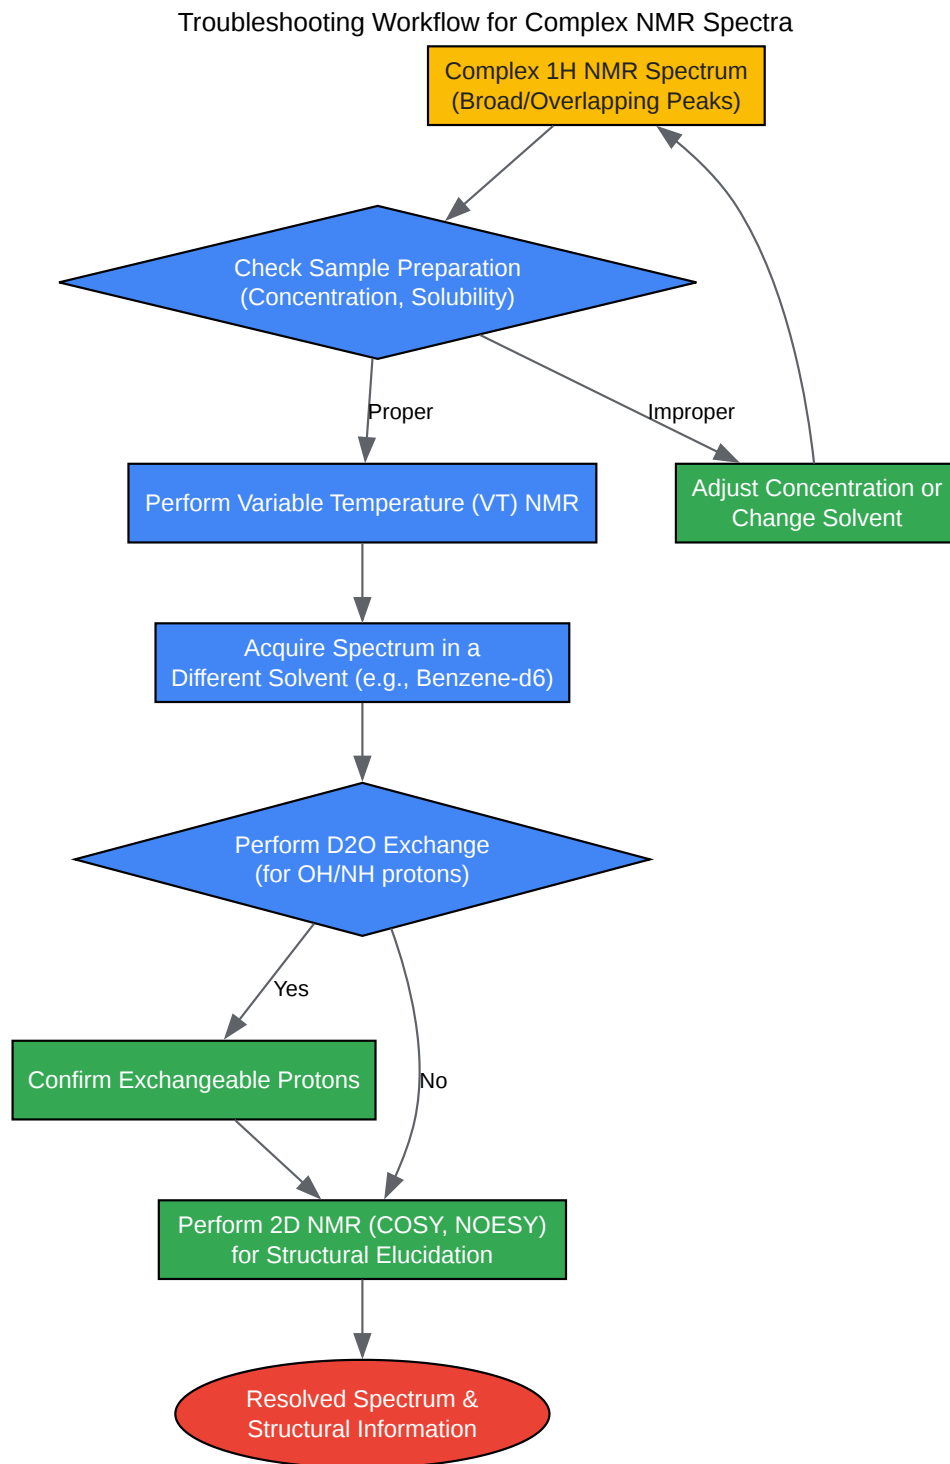 Troubleshooting Workflow for Complex NMR Spectra
Complex 1H NMR Spectrum
(Broad/Overlapping Peaks)
Check Sample Preparation
(Concentration, Solubility)
Proper
Improper
Perform Variable Temperature (VT) NMR
Adjust Concentration or
Change Solvent
Acquire Spectrum in a
Different Solvent (e.g., Benzene-d6)
Perform D2O Exchange
(for OH/NH protons)
Yes
Confirm Exchangeable Protons
No
Perform 2D NMR (COSY, NOESY)
for Structural Elucidation
Resolved Spectrum &
Structural Information